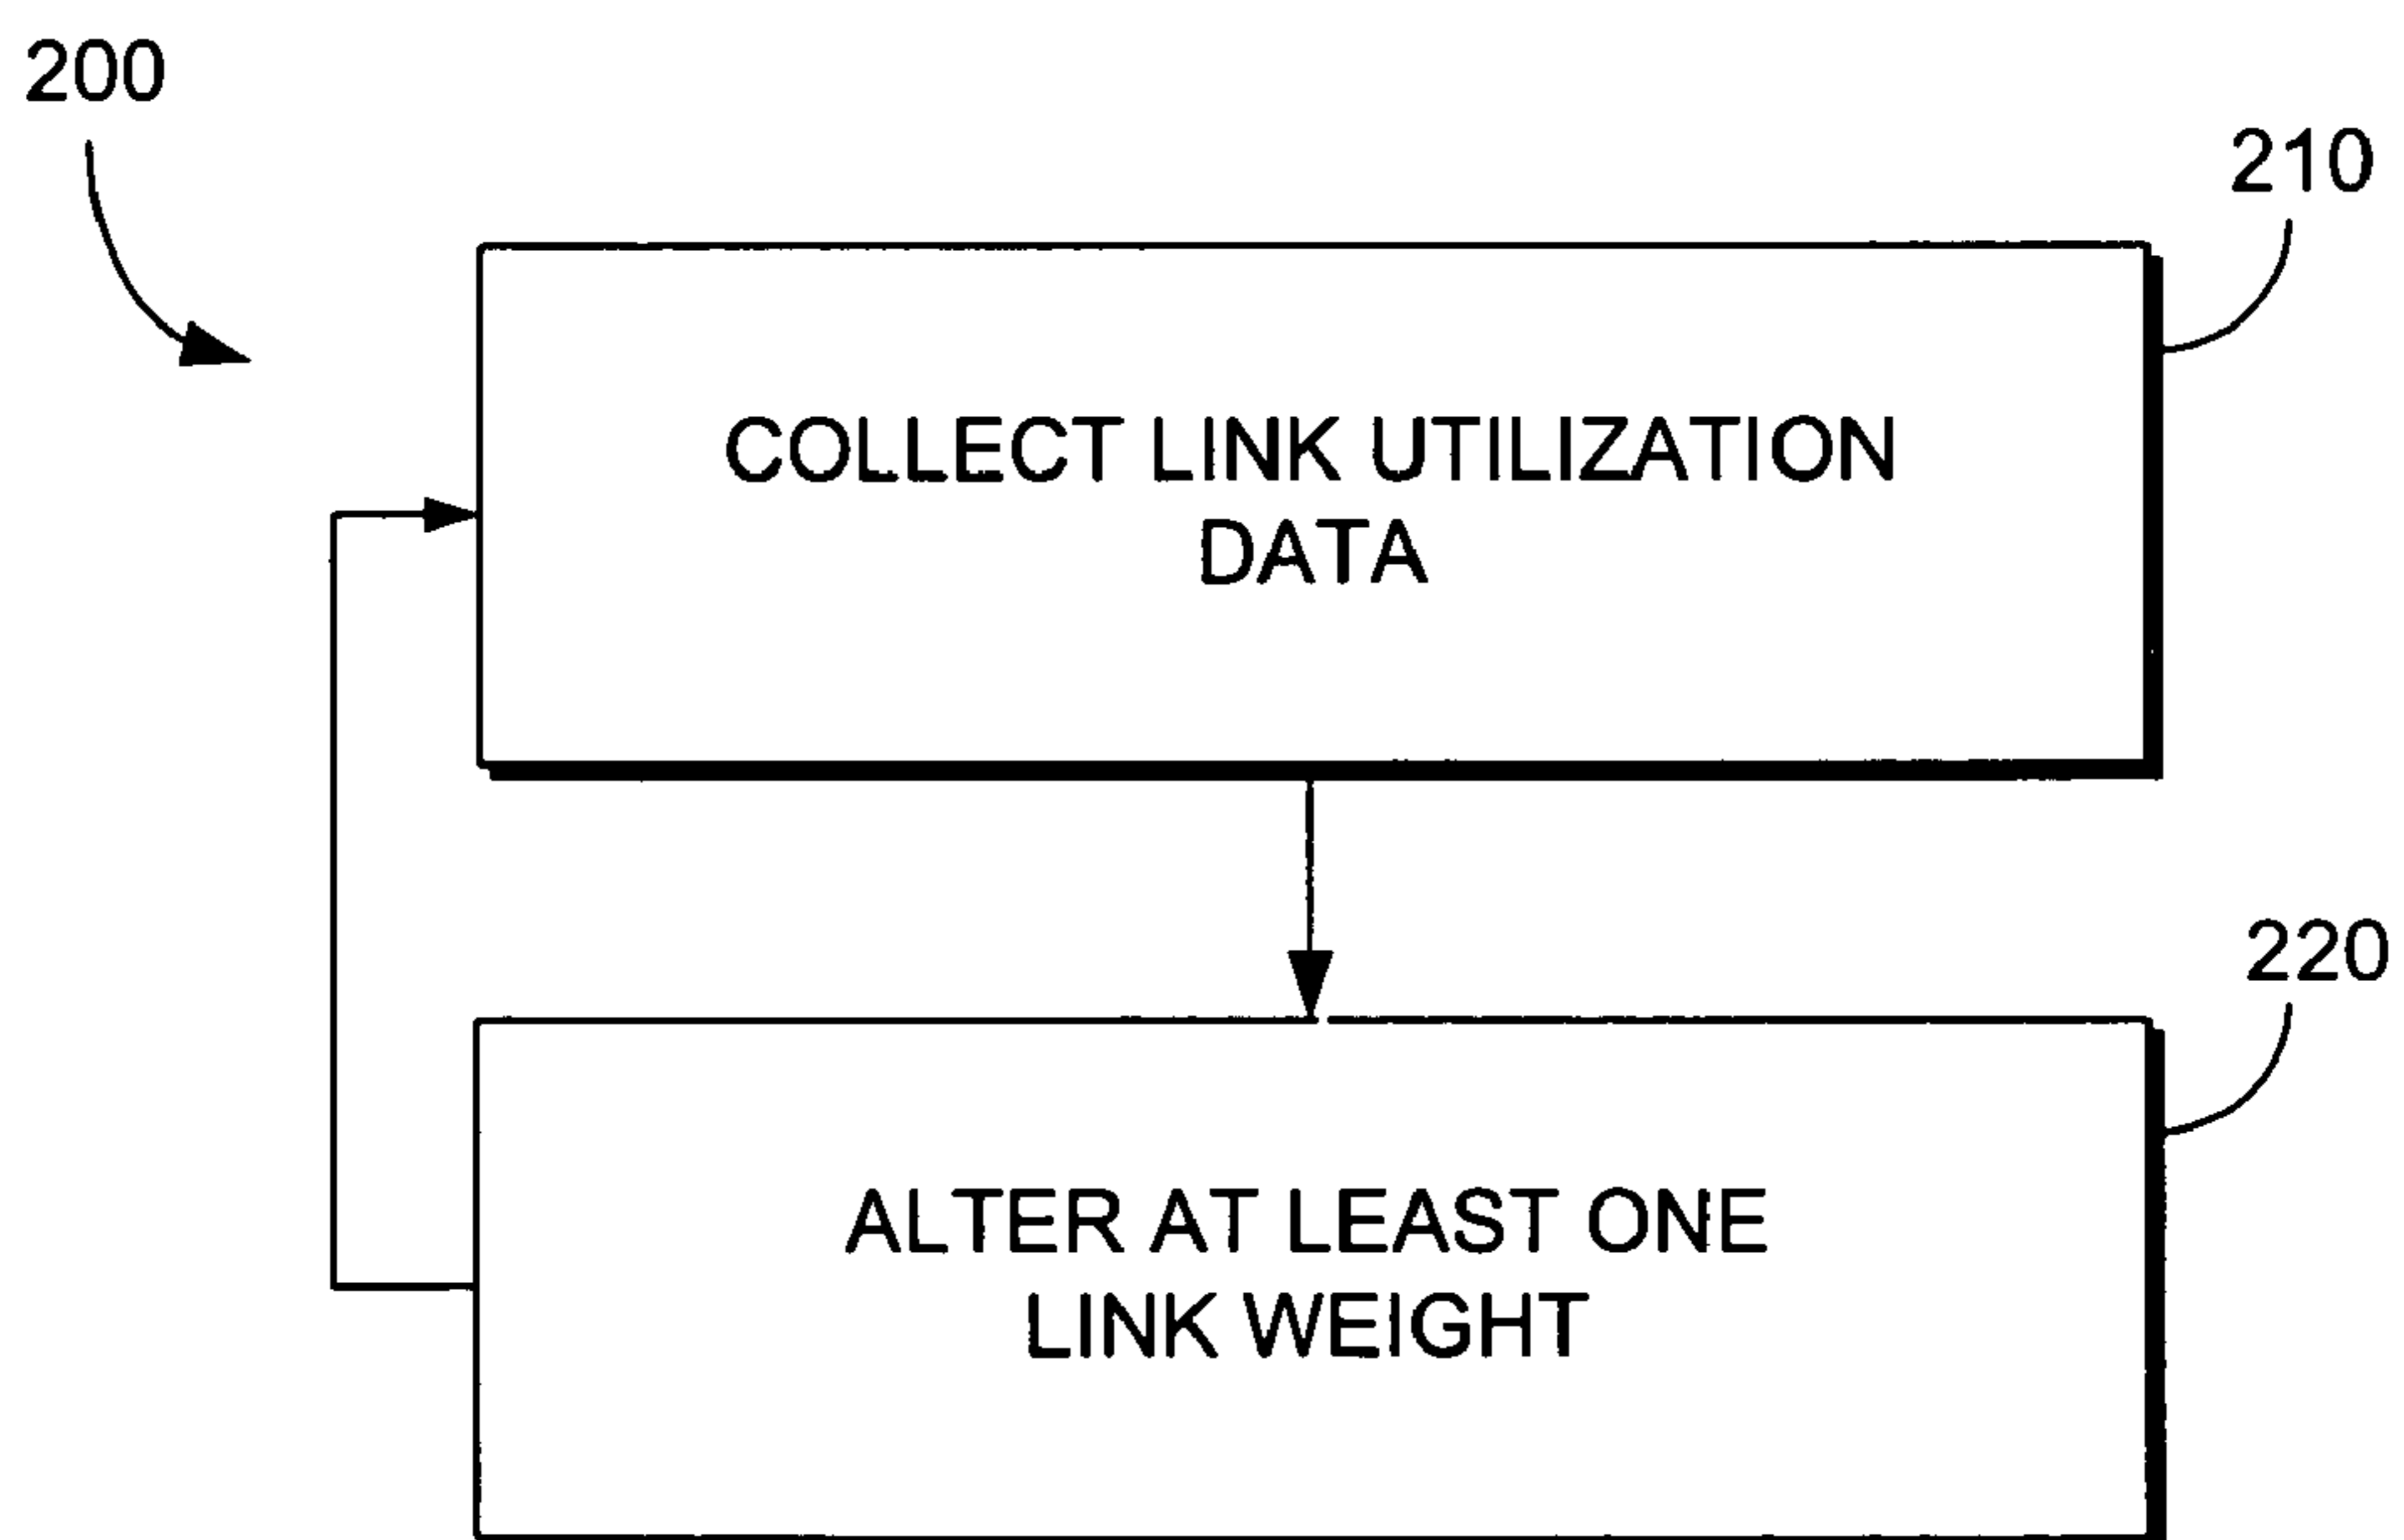 200
210
COLLECT LINK UTILIZATION
DATA
220
ALTER AT LEAST ONE
LINK WEIGHT